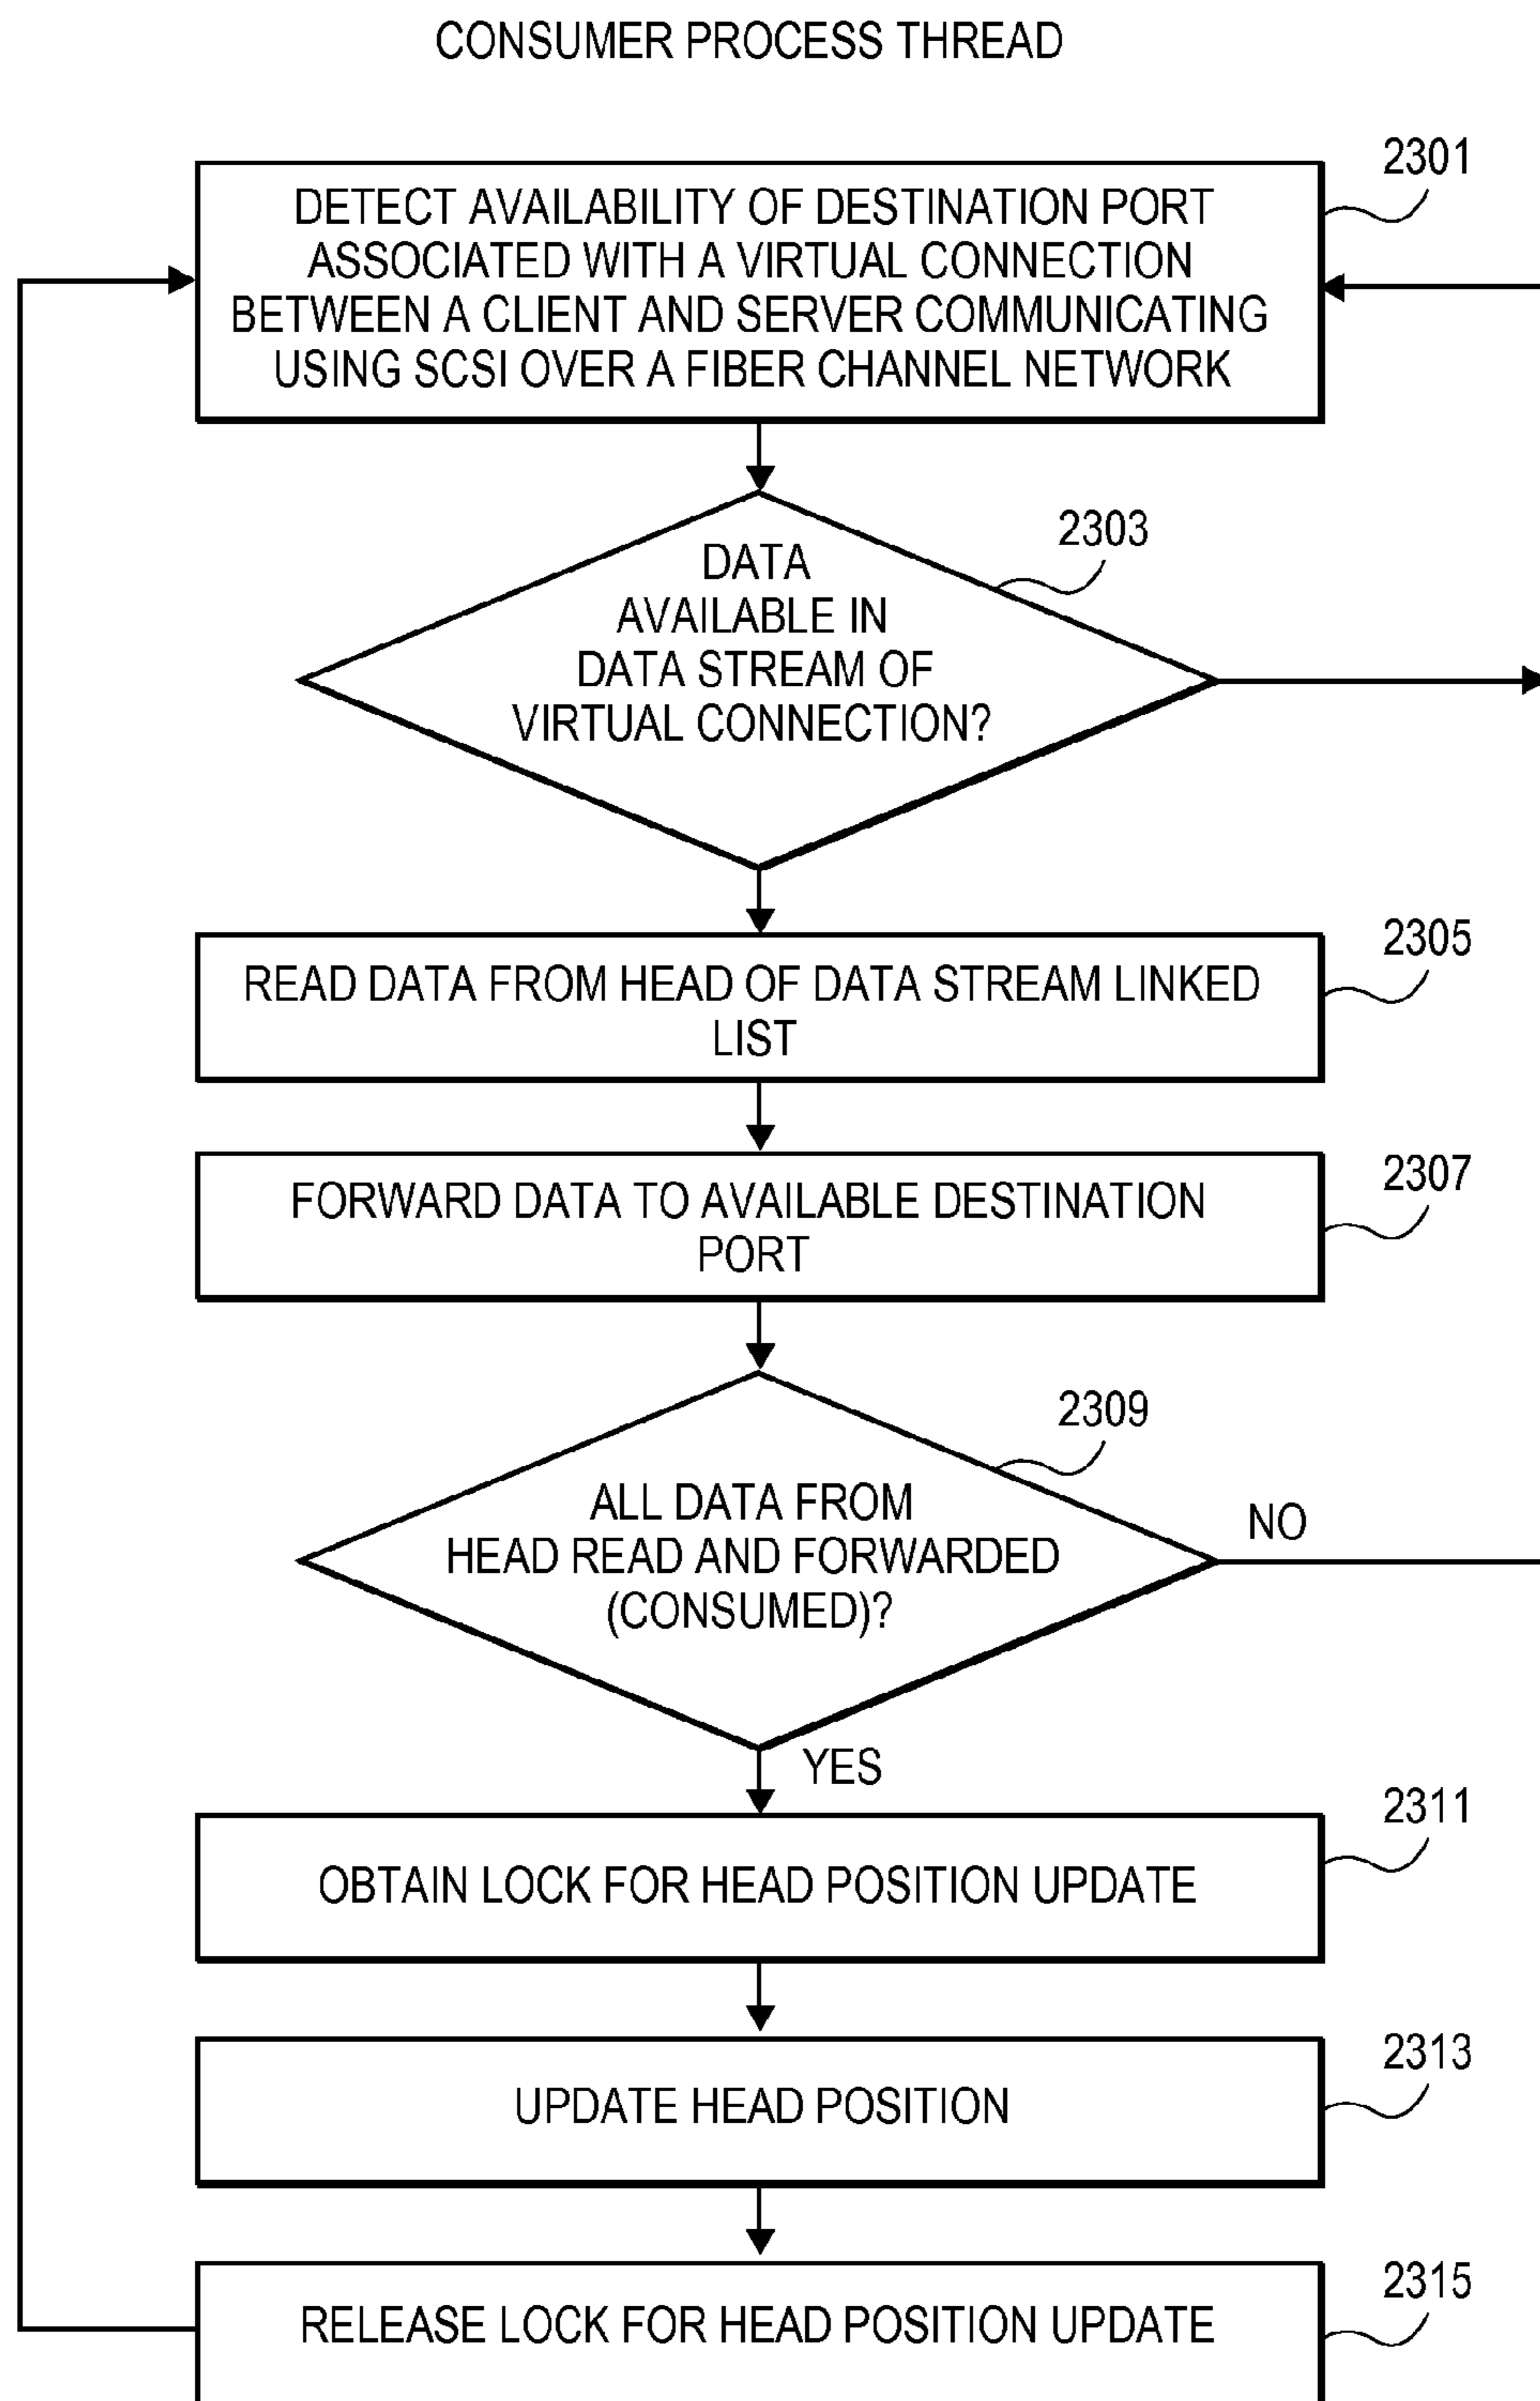 CONSUMER PROCESS THREAD
2301
DETECT AVAILABILITY OF DESTINATION PORT
ASSOCIATED WITH A VIRTUAL CONNECTION
BETWEEN A CLIENT AND SERVER COMMUNICATING
USING SCSI OVER A FIBER CHANNEL NETWORK
2303
DATA
AVAILABLE IN
DATA STREAM OF
VIRTUAL CONNECTION?
2305
READ DATA FROM HEAD OF DATA STREAM LINKED
LIST
2307
FORWARD DATA TO AVAILABLE DESTINATION
PORT
2309
ALL DATA FROM
HEAD READ AND FORWARDED
(CONSUMED)?
NO
YES
2311
OBTAIN LOCK FOR HEAD POSITION UPDATE
2313
UPDATE HEAD POSITION
2315
RELEASE LOCK FOR HEAD POSITION UPDATE